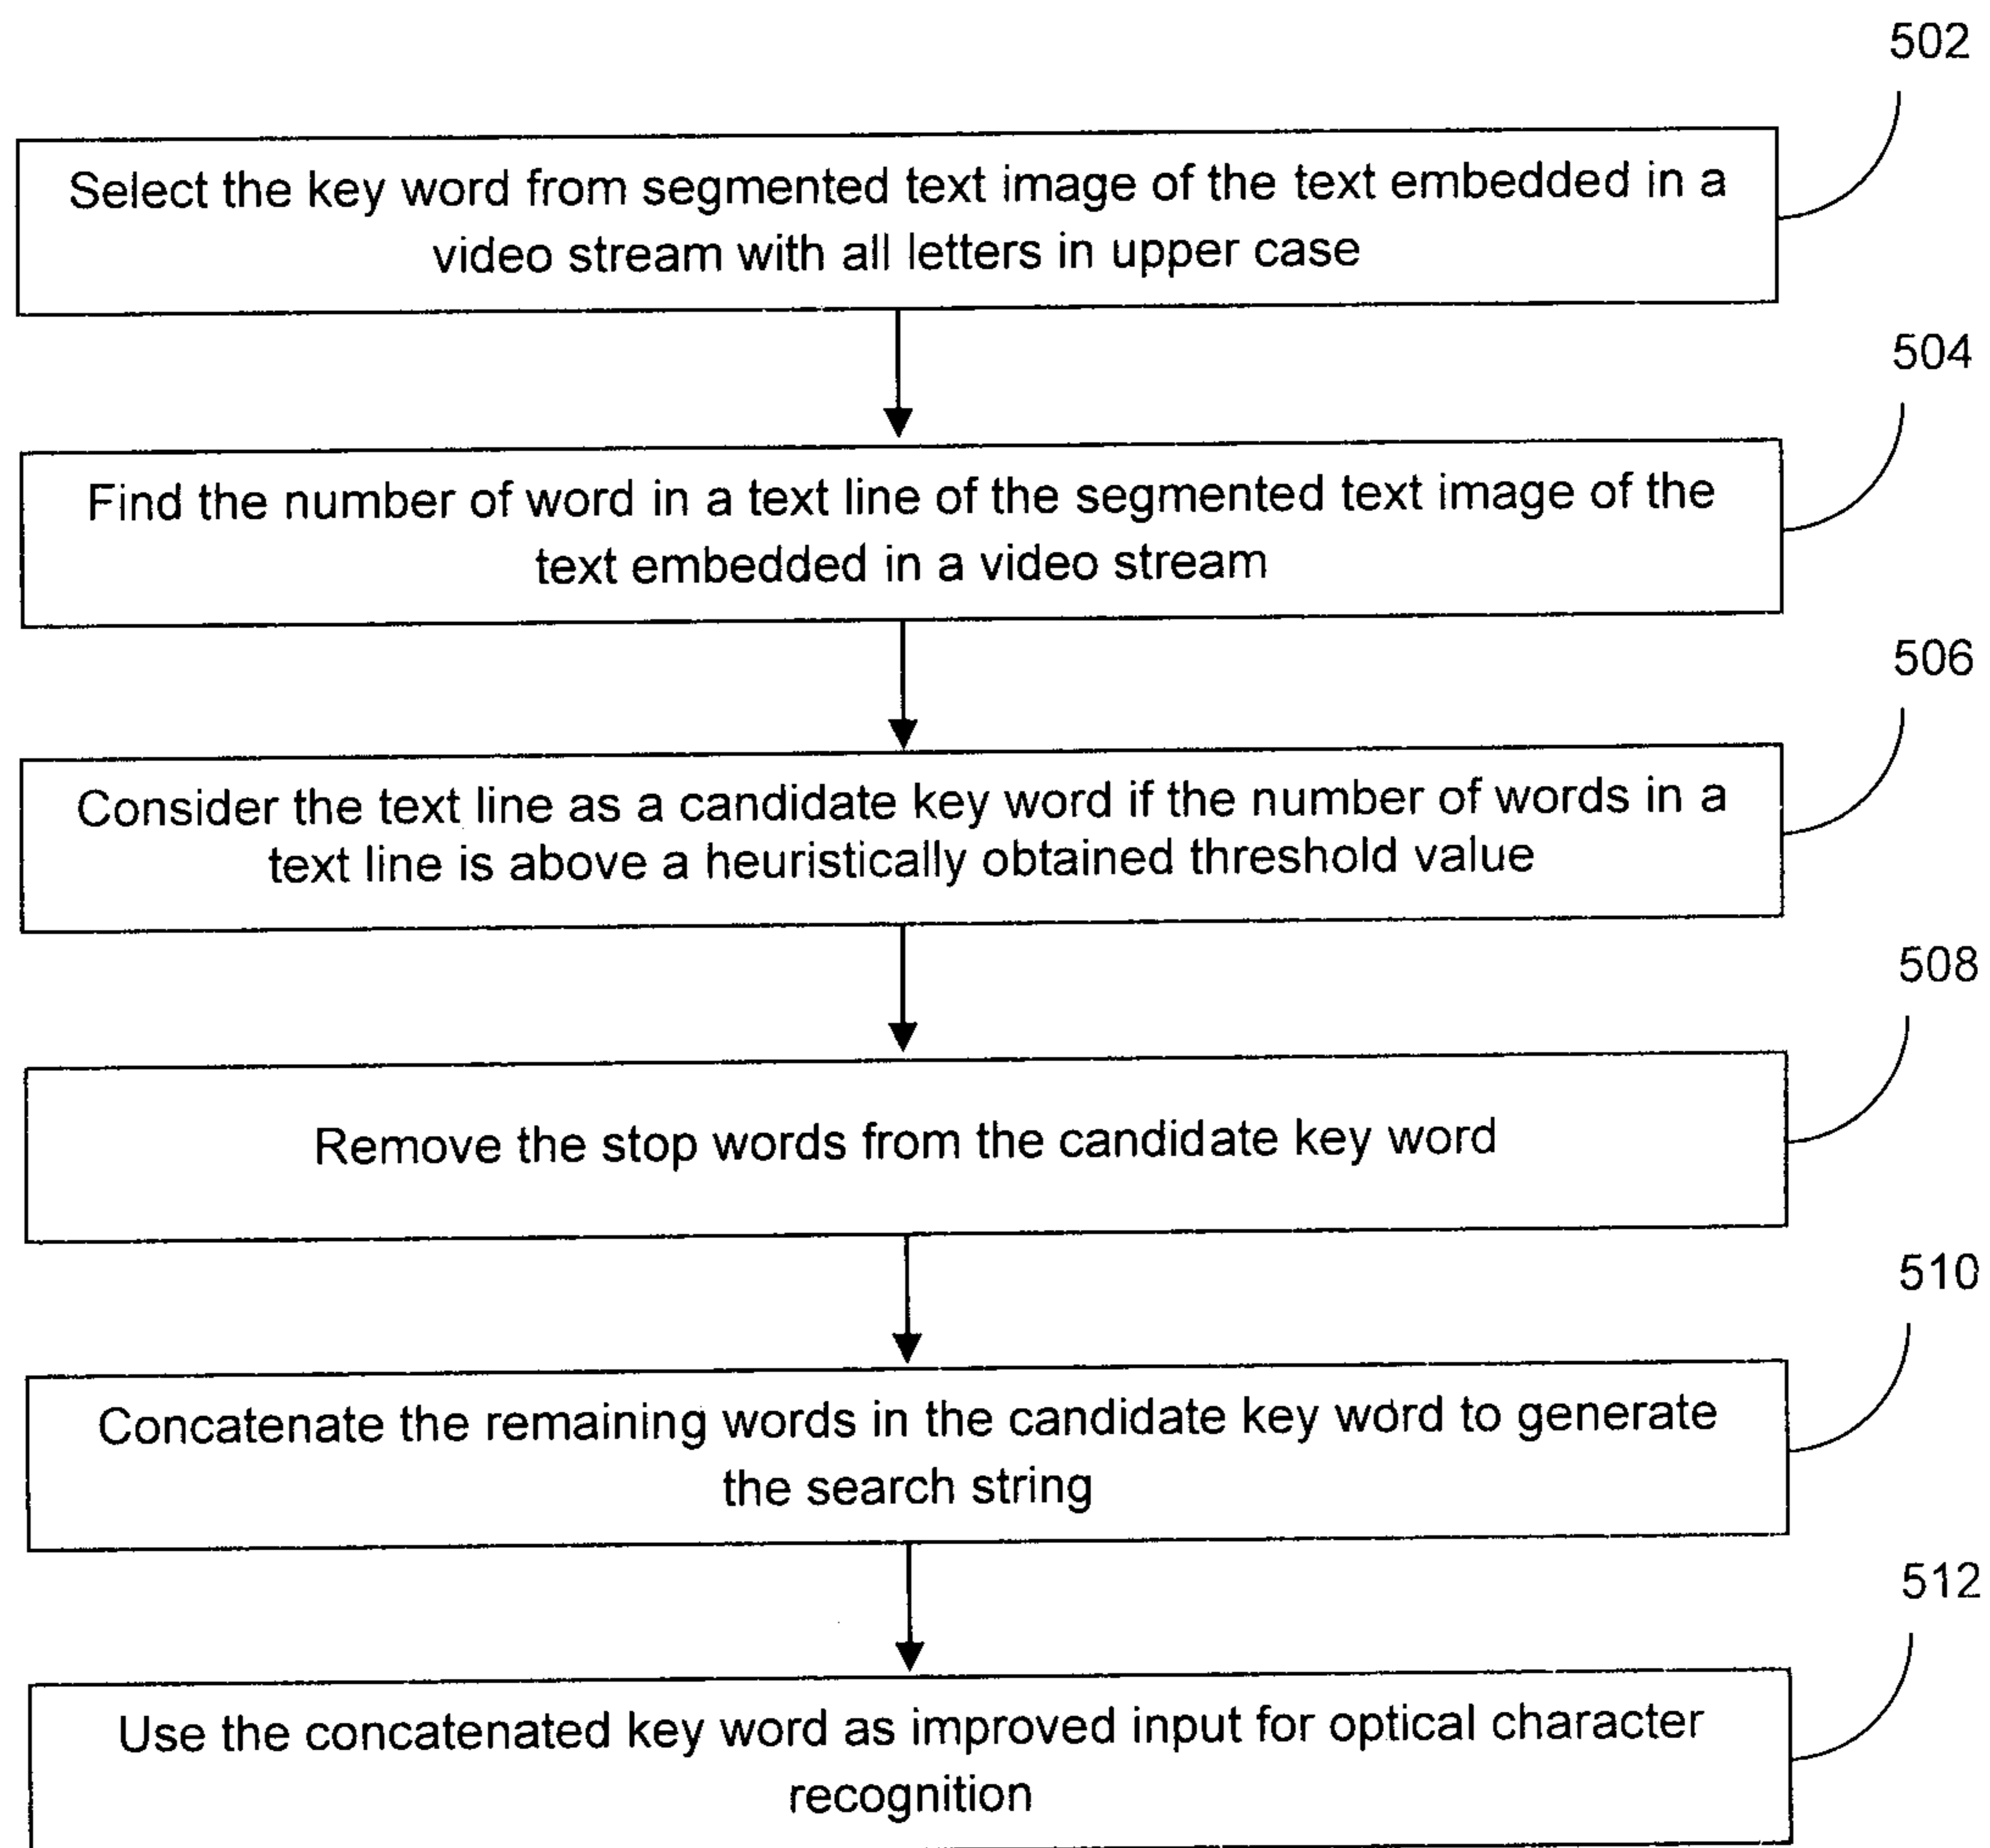 502
Select the key word from segmented text image of the text embedded in a
video stream with all letters in upper case
504
Find the number of word in a text line of the segmented text image of the
text embedded in a video stream
506
Consider the text line as a candidate key word if the number of words in a
text line is above a heuristically obtained threshold value
508
Remove the stop words from the candidate key word
510
Concatenate the remaining words in the candidate key word to generate
the search string
512
Use the concatenated key word as improved input for optical character
recognition